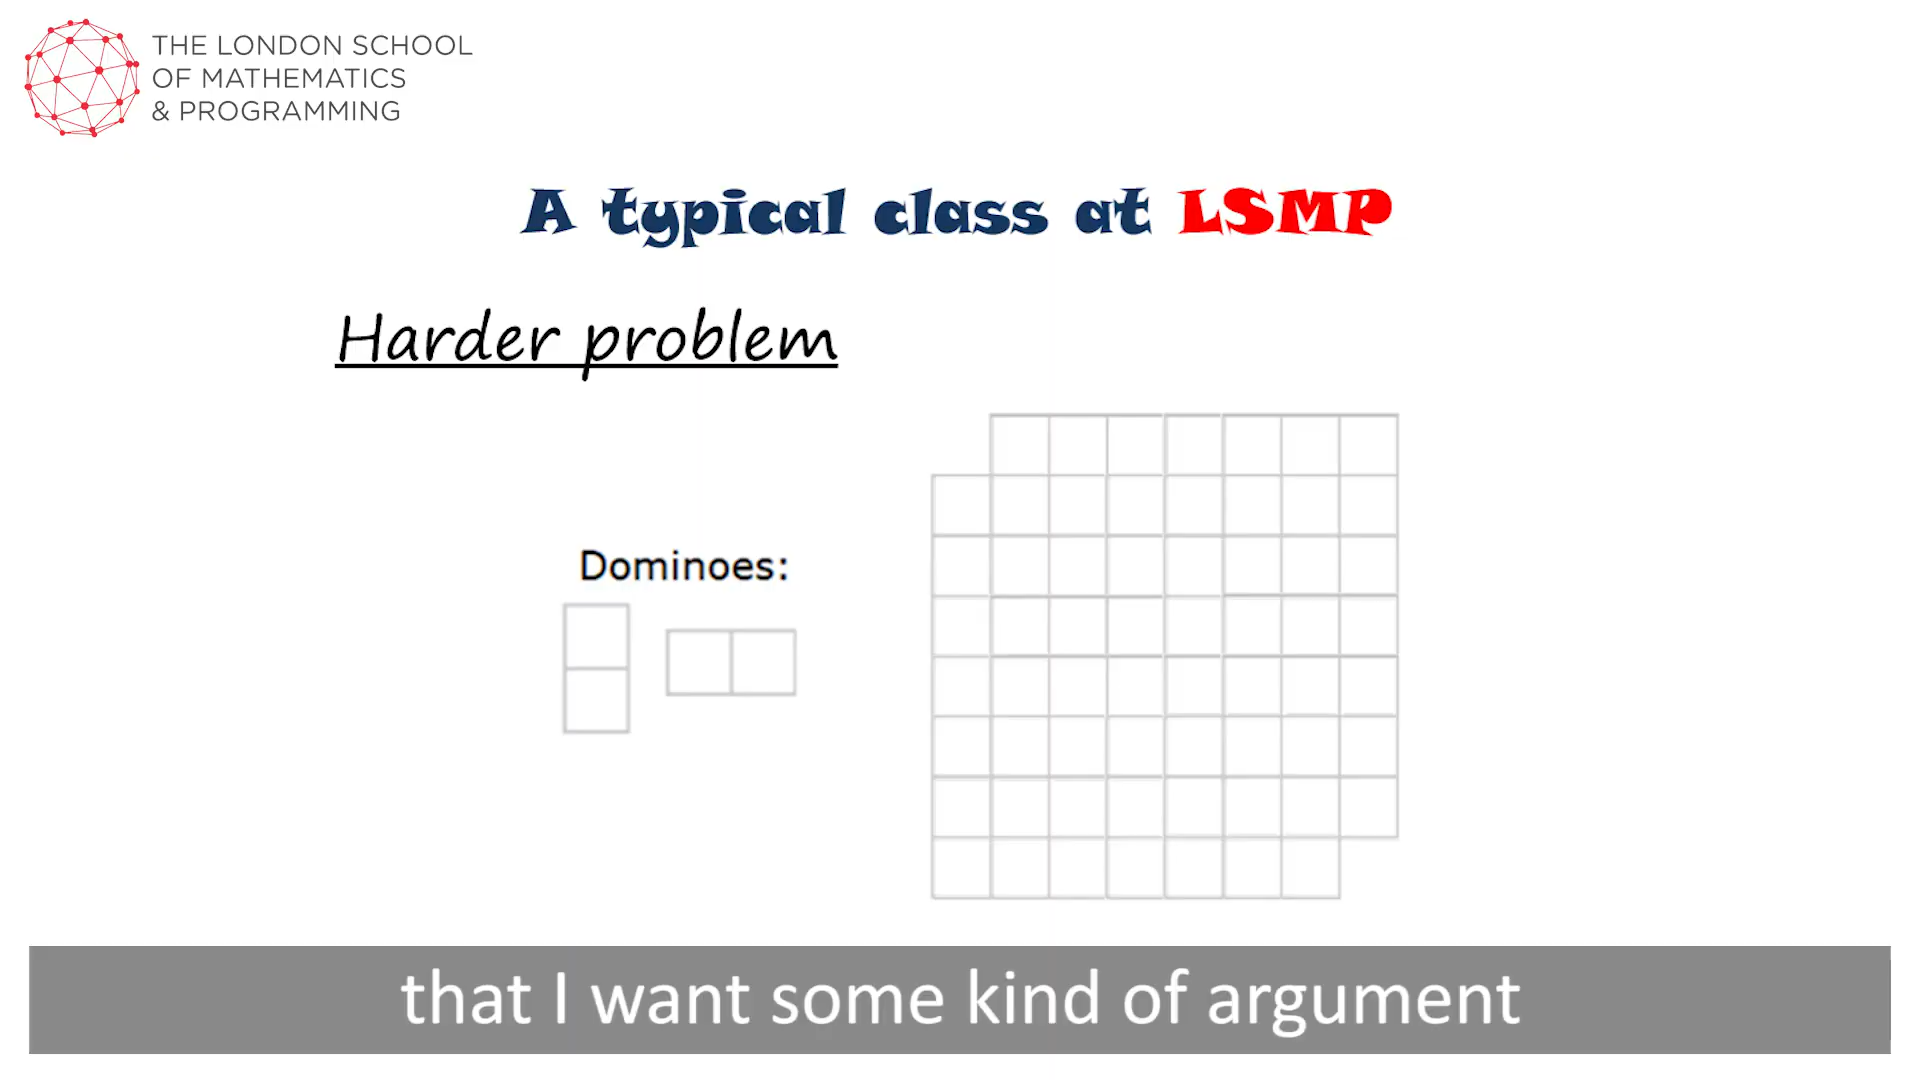 THE LONDON SCHOOL
OF MATHEMATICS
& PROGRAMMING
A typical class at LSMP
Harder problem
Dominoes:
that I want some kind of argument